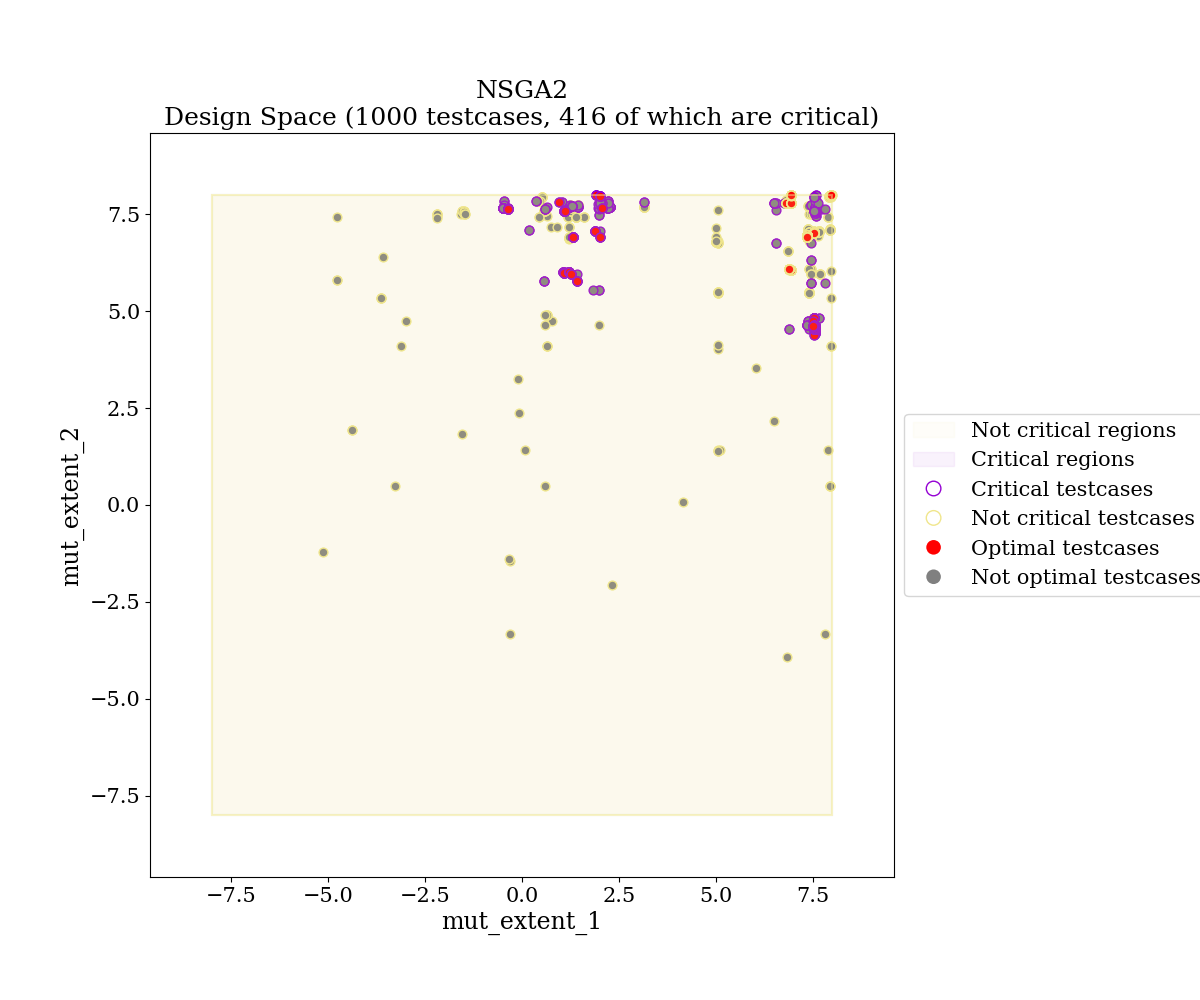 NSGA2
Design Space (1000 testcases, 416 of which are critical)
7.5
5.0
2.5
0.0
−2.5
−5.0
−7.5
mut_extent_2
−7.5
−5.0
−2.5
0.0
2.5
5.0
7.5
mut_extent_1
Not critical regions
Critical regions
Critical testcases
Not critical testcases
Optimal testcases
Not optimal testcases